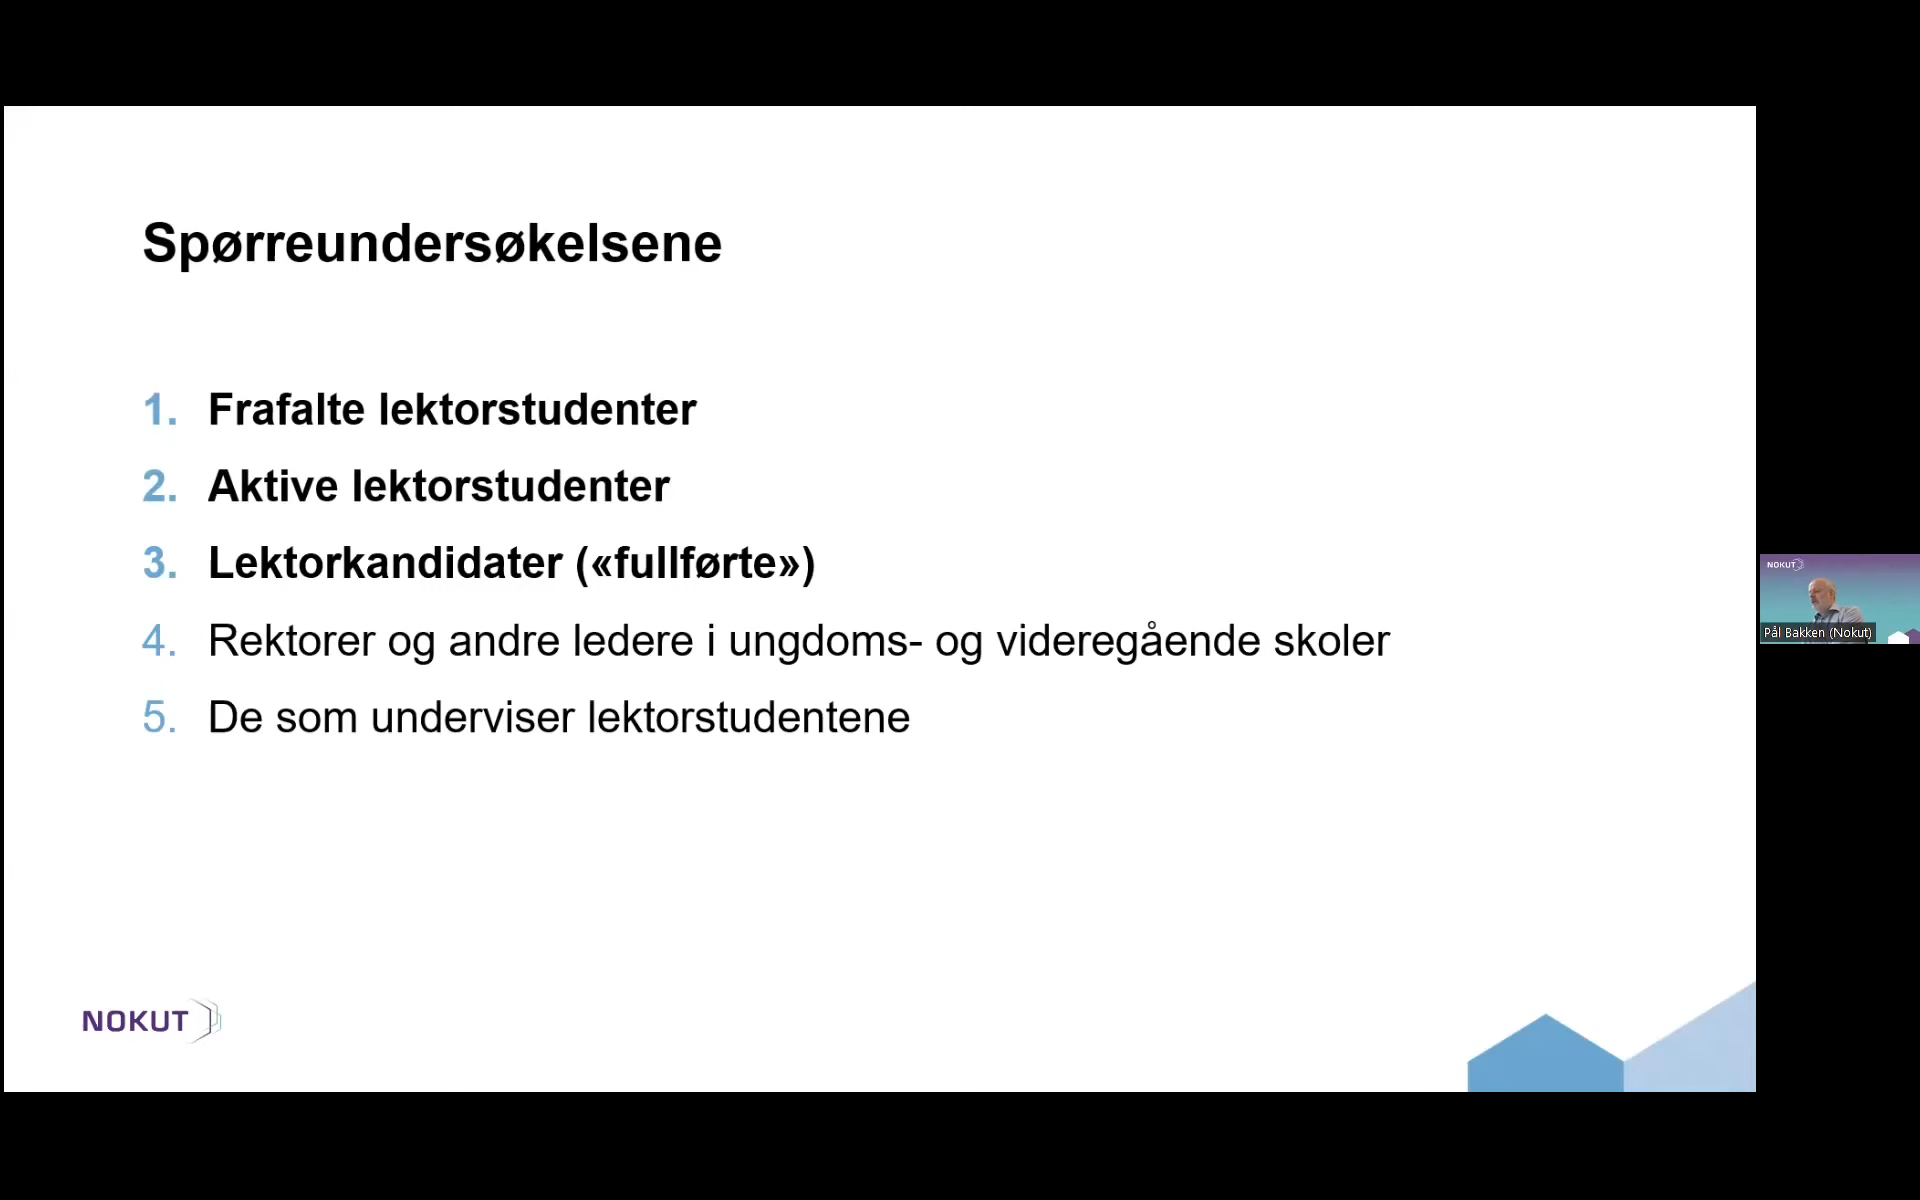 Spørreundersøkelsene
1. Frafalte lektorstudenter
2. Aktive lektorstudenter
3. Lektorkandidater («fullførte»)
4. Rektorer og andre ledere i ungdoms- og videregående skoler
5. De som underviser lektorstudentene
NOKUT
NOKUT
Pål Bakken (Nokut)